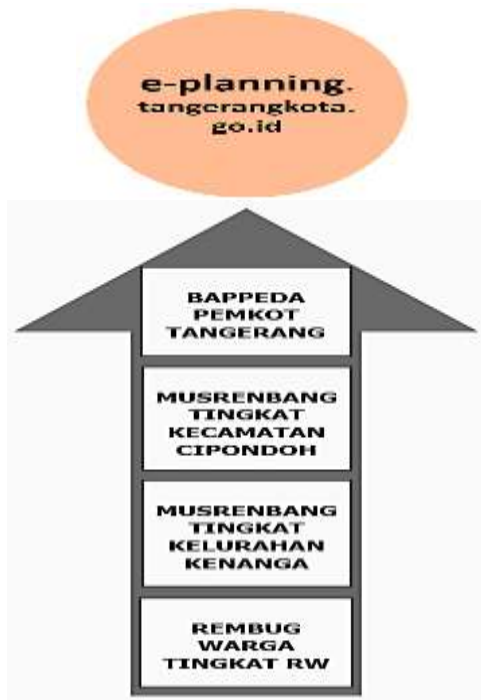 e-planning.
tangerangkota.
go.id
BAPPEDA
PEMKOT
TANGERANG
MUSRENBANG
TINGKAT
KECAMATAN
CIPONDOH
MUSRENBANG
TINGKAT
KELURAHAN
KENANGA
REMBUG
WARGA
TINGKAT RW